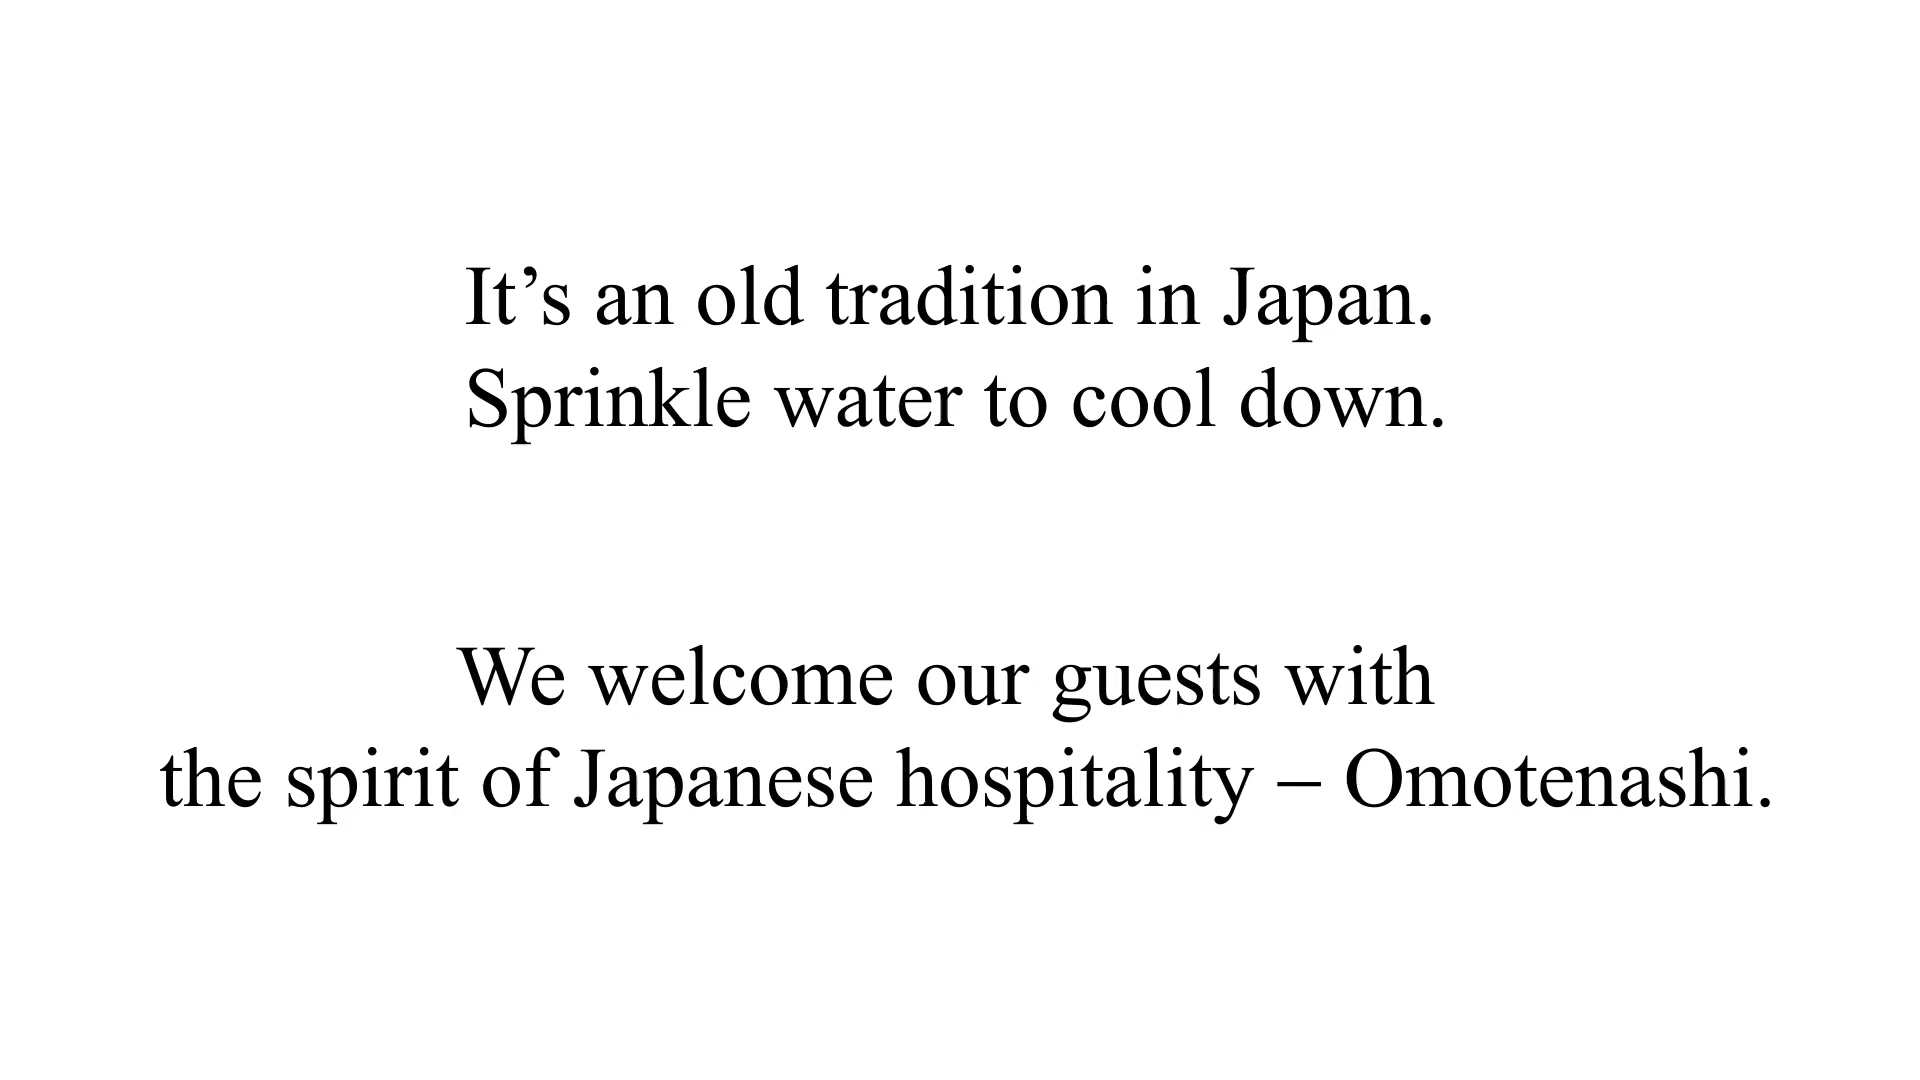 It’s an old tradition in Japan.
Sprinkle water to cool down.
We welcome our guests with
the spirit of Japanese hospitality – Omotenashi.